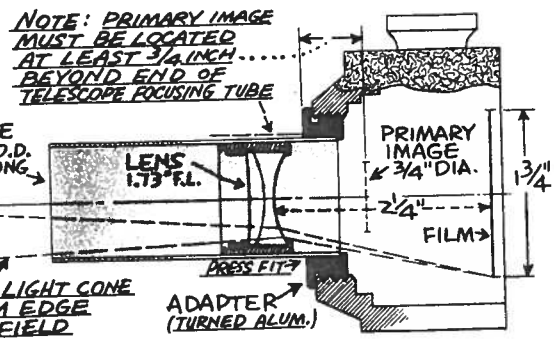 NOTE: PRIMARY IMAGE
MUST BE LOCATED
AT LEAST 3/4 INCH
BEYOND END OF
TELESCOPE FOCUSING TUBE
E
O.D.
ONG
LENS
1.73" F.L.
PRIMARY
IMAGE
3/4" DIA.
1 3/4"
2 1/4"
FILM
PRESS FIT
LIGHT CONE
M EDGE
FIELD
ADAPTER
(TURNED ALUM.)